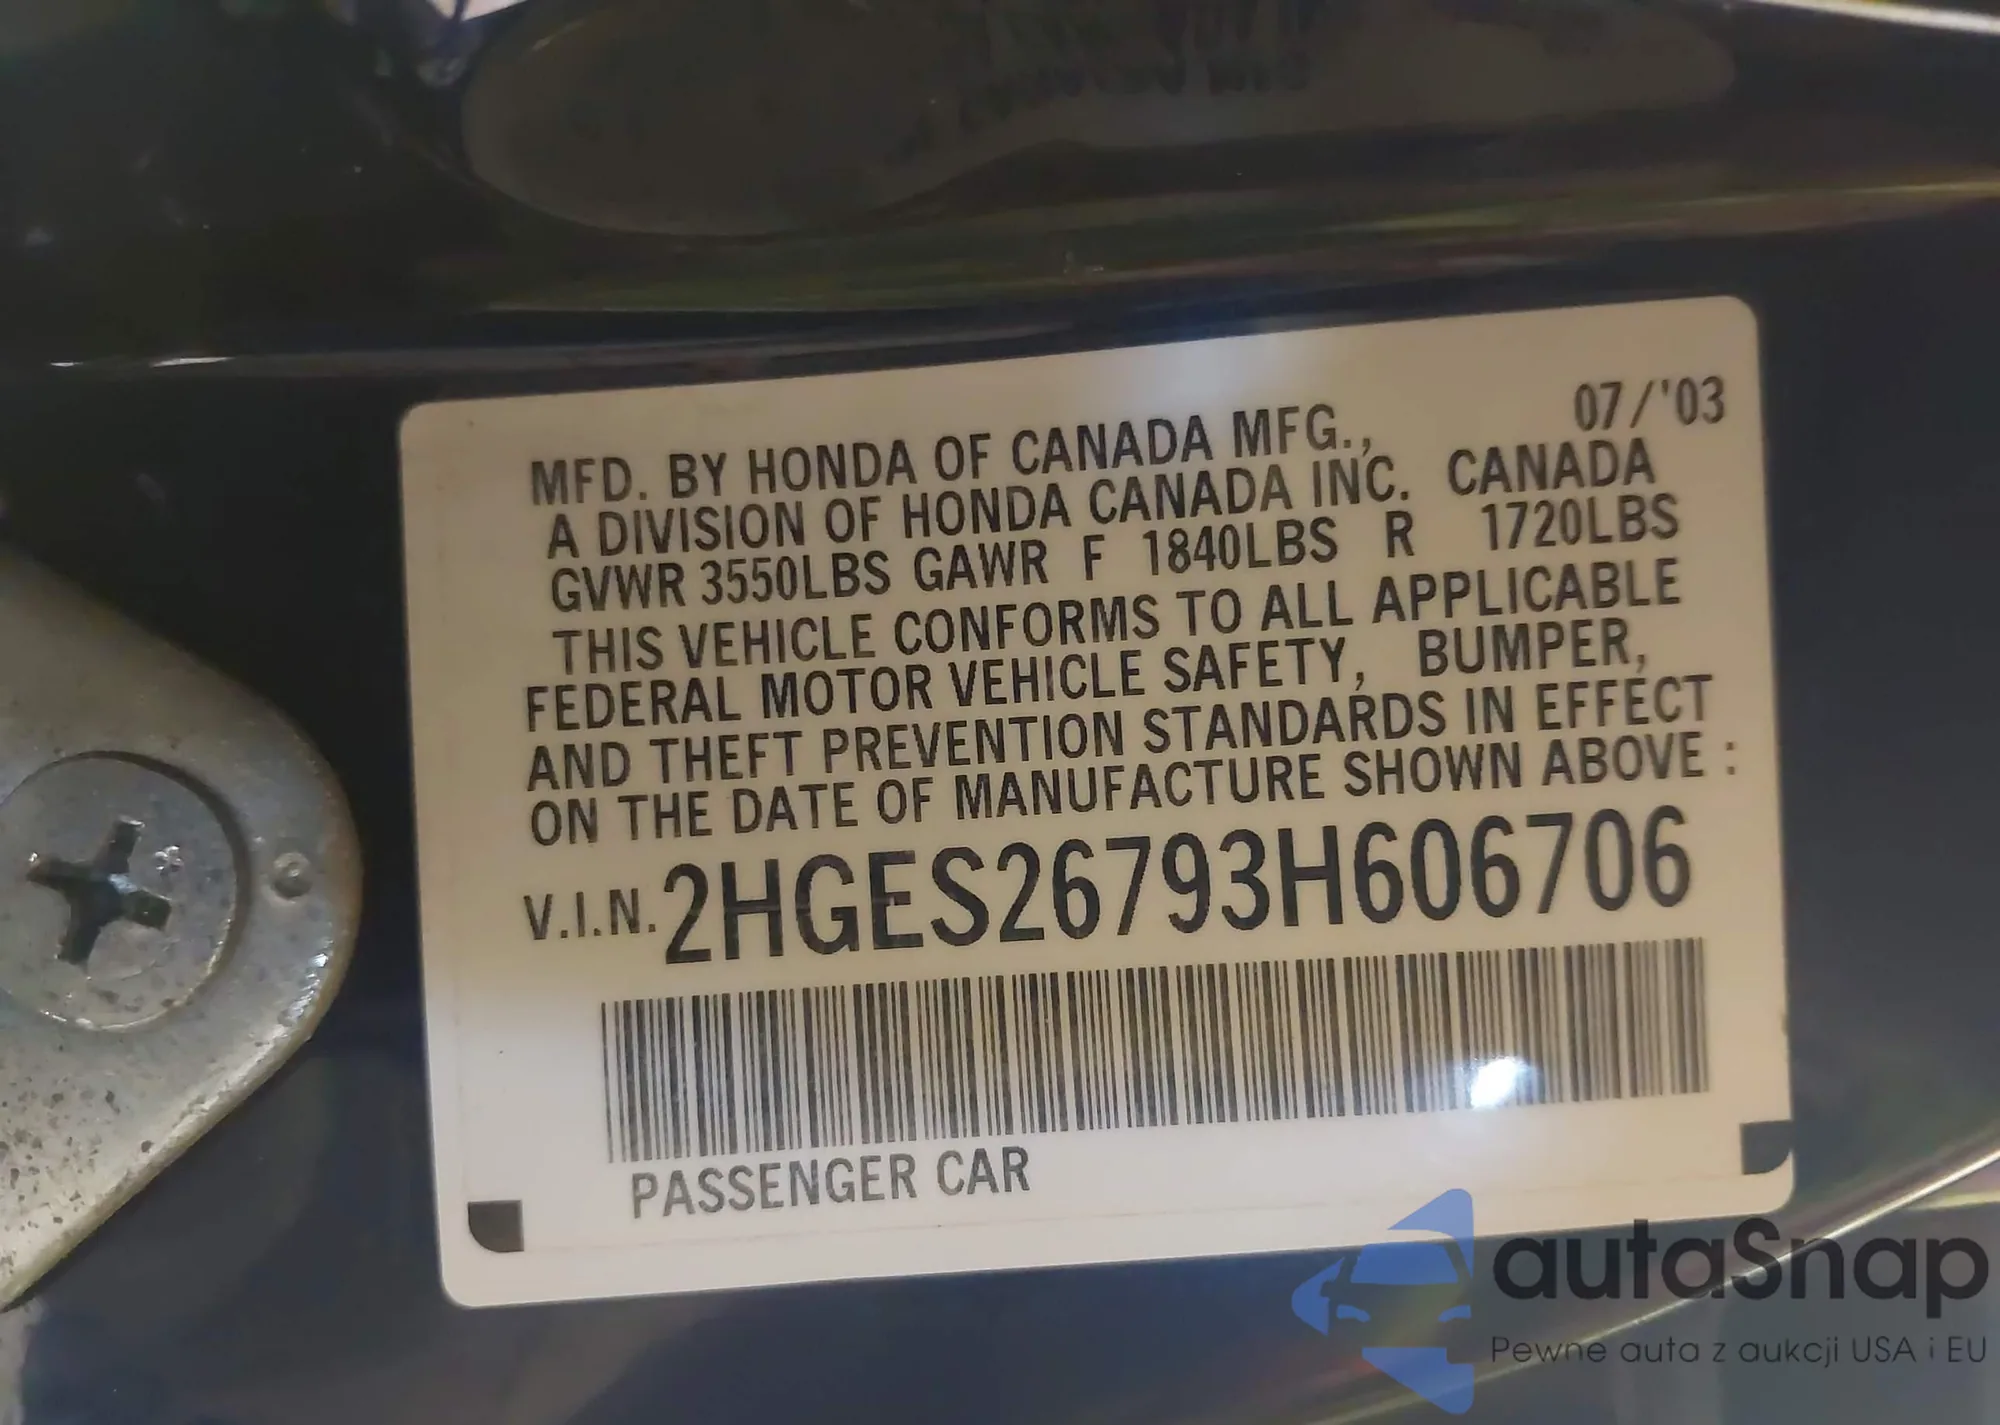 07/'03
MFD. BY HONDA OF CANADA MFG.,
A DIVISION OF HONDA CANADA INC. CANADA
GVWR 3550LBS GAWR F 1840LBS R 1720LBS
THIS VEHICLE CONFORMS TO ALL APPLICABLE
FEDERAL MOTOR VEHICLE SAFETY, BUMPER,
AND THEFT PREVENTION STANDARDS IN EFFECT
ON THE DATE OF MANUFACTURE SHOWN ABOVE :
V.I.N. 2HGES26793H606706
PASSENGER CAR
autaSnap
Pewne auta z aukcji USA i EU